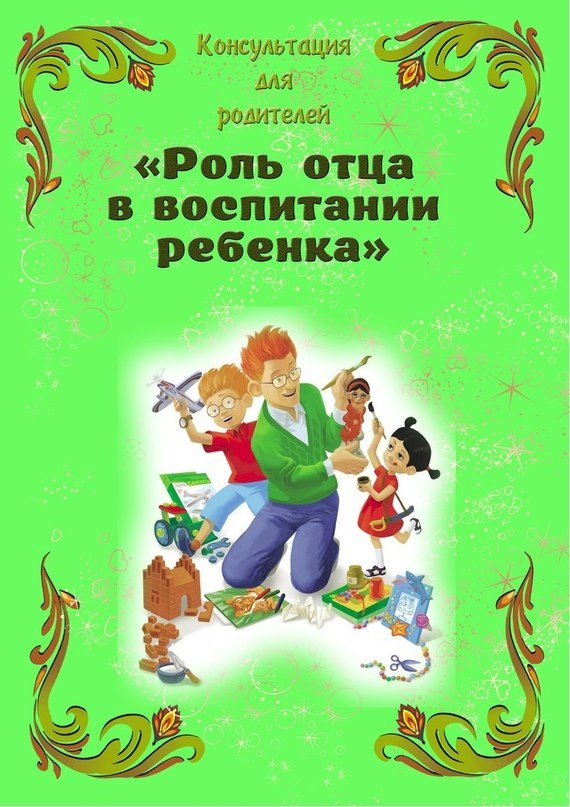 Консультация
для
родителей
«Роль отца
в воспитании
ребенка»